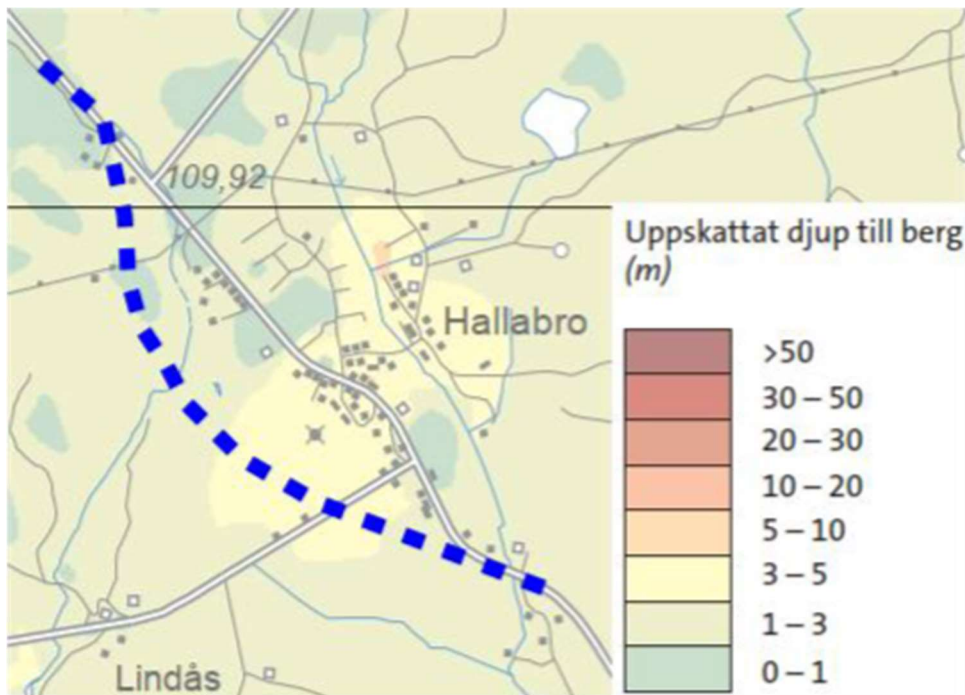 109,92
Uppskattat djup till berg
(m)
Hallabro
>50
30 – 50
20 – 30
10 – 20
5 – 10
3 – 5
1 – 3
0 – 1
Lindås